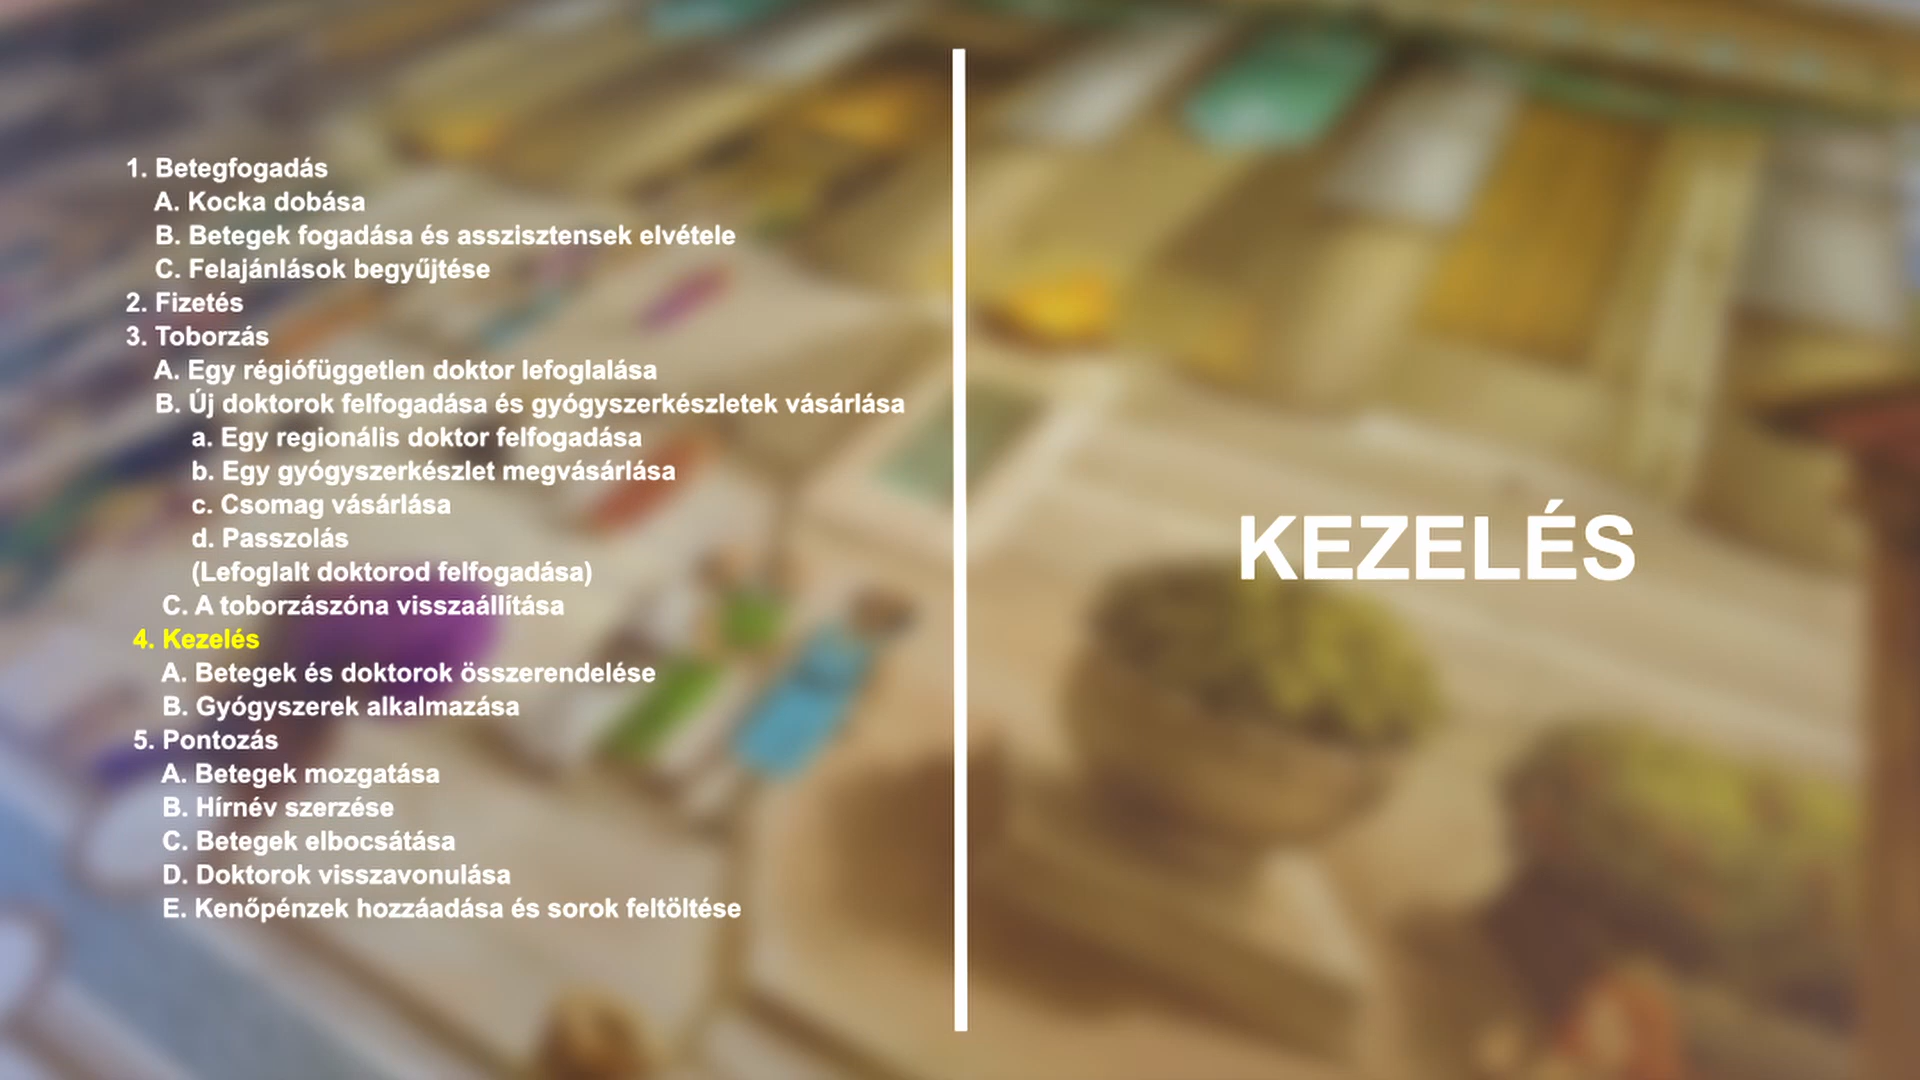 1. Betegfogadás
A. Kocka dobása
B. Betegek fogadása és asszisztensek elvétele
C. Felajánlások begyűjtése
2. Fizetés
3. Toborzás
A. Egy régiófüggetlen doktor lefoglalása
B. Új doktorok felfogadása és gyógyszerkészletek vásárlása
a. Egy regionális doktor felfogadása
b. Egy gyógyszerkészlet megvásárlása
c. Csomag vásárlása
d. Passzolás
(Lefoglalt doktorod felfogadása)
C. A toborzászóna visszaállítása
4. Kezelés
A. Betegek és doktorok összerendelése
B. Gyógyszerek alkalmazása
5. Pontozás
A. Betegek mozgatása
B. Hírnév szerzése
C. Betegek elbocsátása
D. Doktorok visszavonulása
E. Kenőpénzek hozzáadása és sorok feltöltése
KEZELÉS